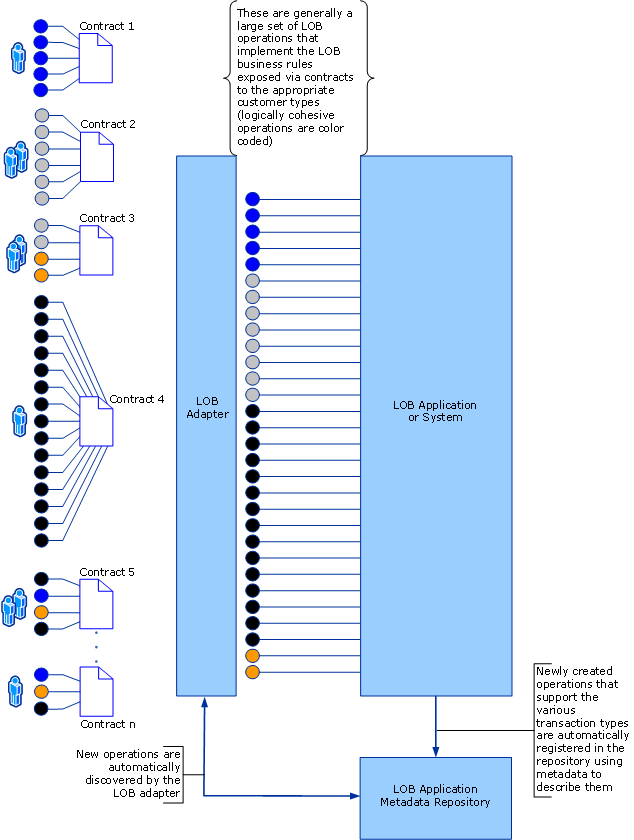 Contract 1
These are generally a
large set of LOB
operations that
implement the LOB
business rules
exposed via contracts
to the appropriate
customer types
(logically cohesive
operations are color
coded)
Contract 2
Contract 3
Contract 4
LOB
Adapter
LOB Application
or System
Contract 5
Contract n
New operations are
automatically
discovered by the
LOB adapter
Newly created
operations that
support the
various
transaction types
are automatically
registered in the
repository using
metadata to
describe them
LOB Application
Metadata Repository